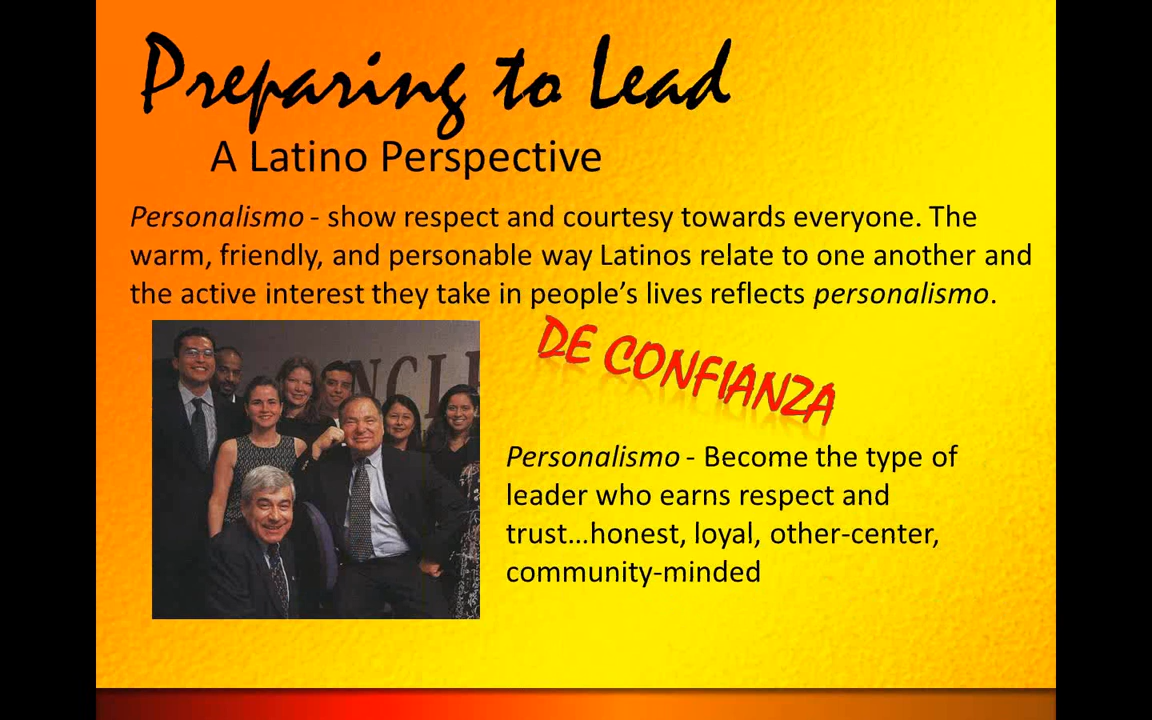 Preparing to Lead
A Latino Perspective
Personalismo - show respect and courtesy towards everyone. The
warm, friendly, and personable way Latinos relate to one another and
the active interest they take in people’s lives reflects personalismo.
DE CONFIANZA
Personalismo - Become the type of
leader who earns respect and
trust…honest, loyal, other-center,
community-minded